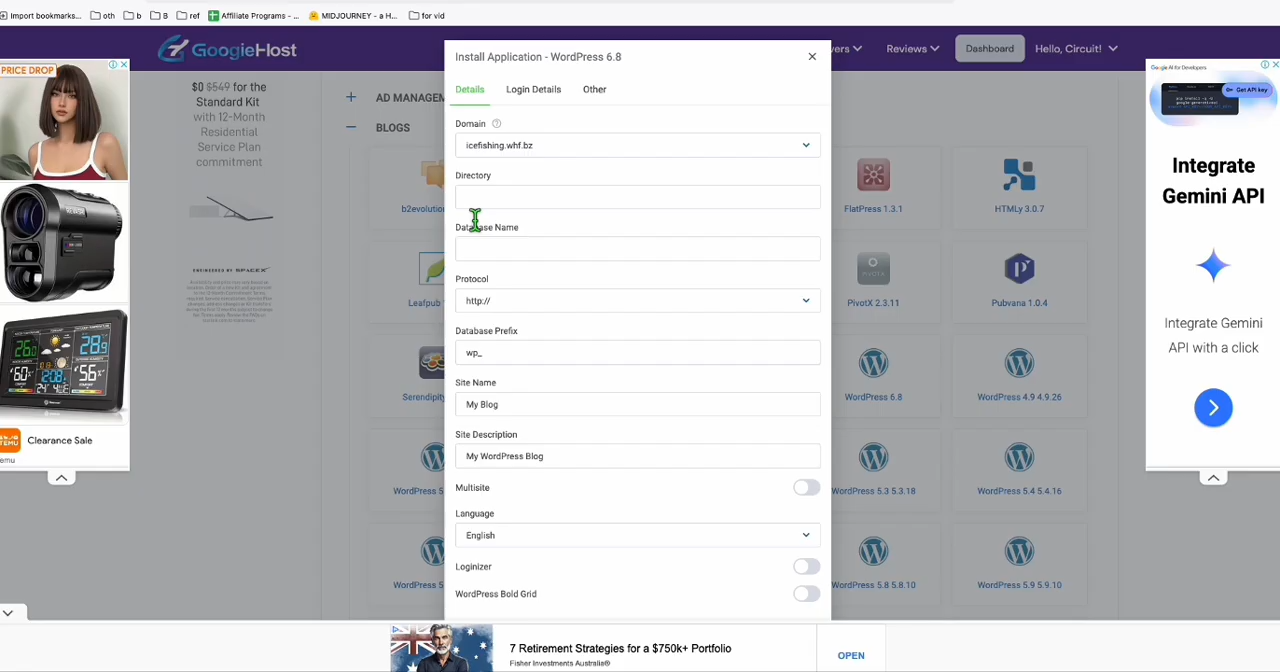 Import bookmarks...
oth
b
B
ref
Affiliate Programs - ...
MIDJOURNEY - a H...
for vid
GOOGIEHOST
vers
Reviews
Dashboard
Hello, Circuit!
PRICE DROP
Clearance Sale
emu
$0 $549 for the
Standard Kit
with 12-Month
Residential
Service Plan
commitment
ENGINEERED BY SPACEX
AD MANAGEM
BLOGS
b2evolution
Leafpub
Serendipity
WordPress 5.
WordPress 5.
Install Application - WordPress 6.8
Details
Login Details
Other
Domain
icefishing.whf.bz
Directory
Database Name
Protocol
http://
Database Prefix
wp_
Site Name
My Blog
Site Description
My WordPress Blog
Multisite
Language
English
Loginizer
WordPress Bold Grid
FlatPress 1.3.1
HTMLy 3.0.7
PivotX 2.3.11
Pubvana 1.0.4
WordPress 6.8
WordPress 4.9 4.9.26
WordPress 5.3 5.3.18
WordPress 5.4 5.4.16
WordPress 5.8 5.8.10
WordPress 5.9 5.9.10
Google AI for Developers
Get API key
Integrate
Gemini API
Integrate Gemini
API with a click
7 Retirement Strategies for a $750k+ Portfolio
Fisher Investments Australia®
OPEN